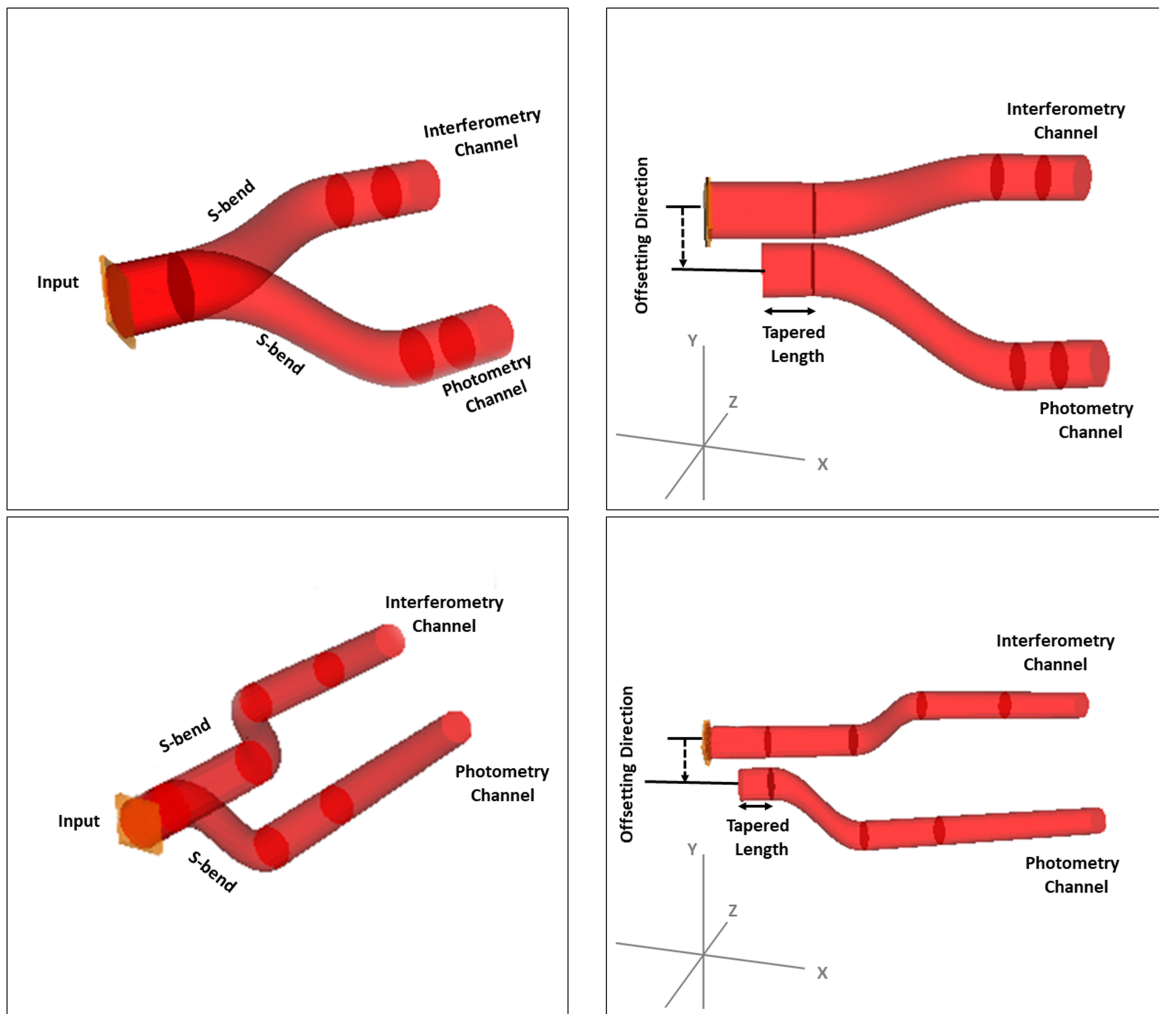 Interferometry
Channel
S-bend
Input
S-bend
Photometry
Channel
Interferometry
Channel
Offsetting Direction
Tapered
Length
Y
Z
X
Photometry
Channel
Interferometry
Channel
S-bend
Photometry
Channel
Input
S-bend
Interferometry
Channel
Offsetting Direction
Tapered
Length
Y
Z
X
Photometry
Channel